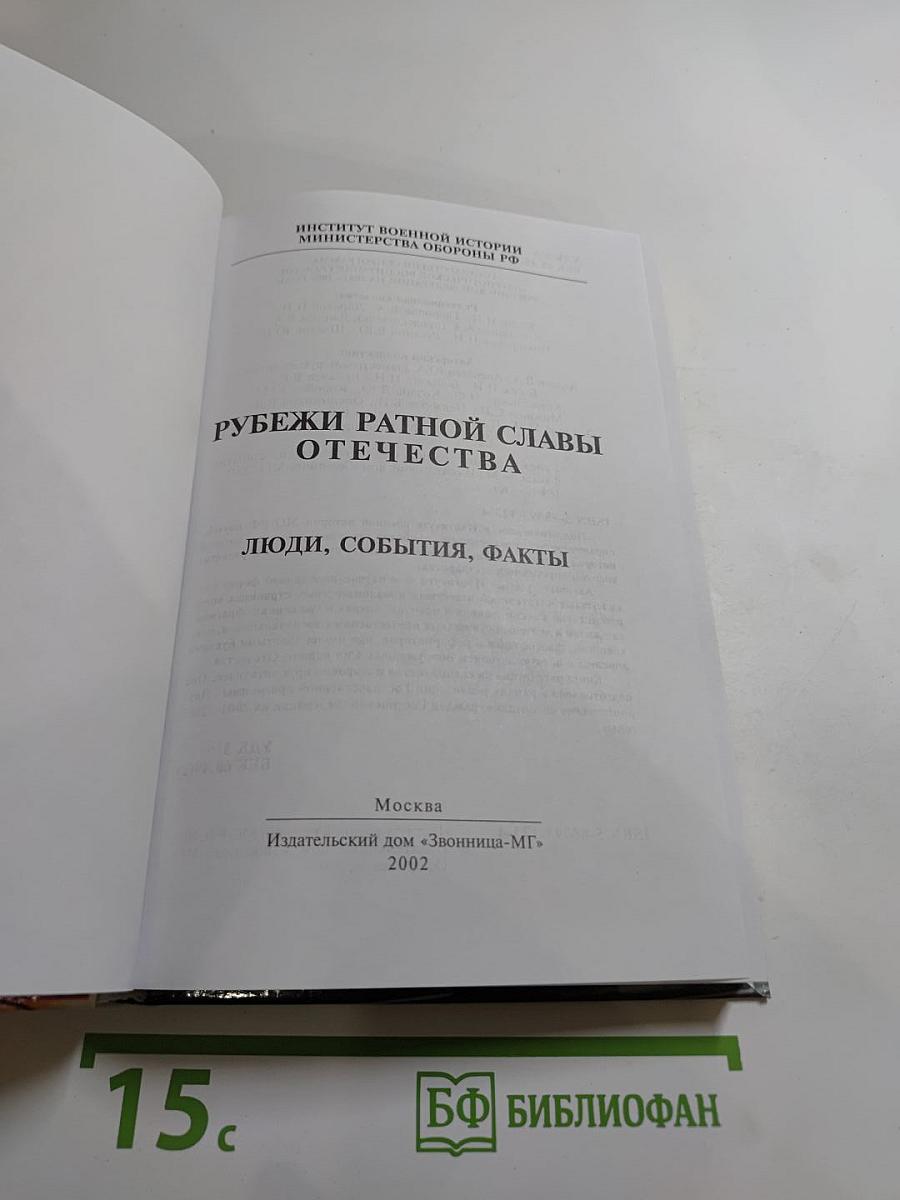 ИНСТИТУТ ВОЕННОЙ ИСТОРИИ
МИНИСТЕРСТВА ОБОРОНЫ РФ
РУБЕЖИ РАТНОЙ СЛАВЫ
ОТЕЧЕСТВА
ЛЮДИ, СОБЫТИЯ, ФАКТЫ
Москва
Издательский дом «Звонница-МГ»
2002
15 с
БФ БИБЛИОФАН